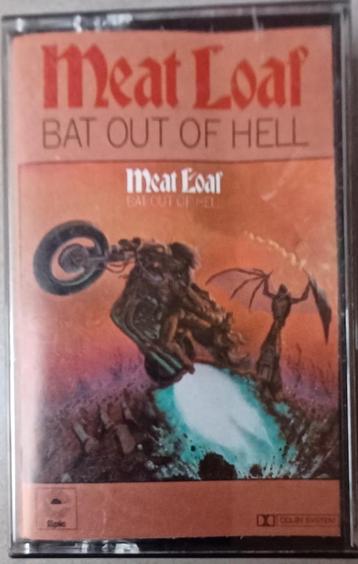 Meat Loaf
BAT OUT OF HELL
Meat Loaf
BAT OUT OF HELL
Epic
DOLBY SYSTEM